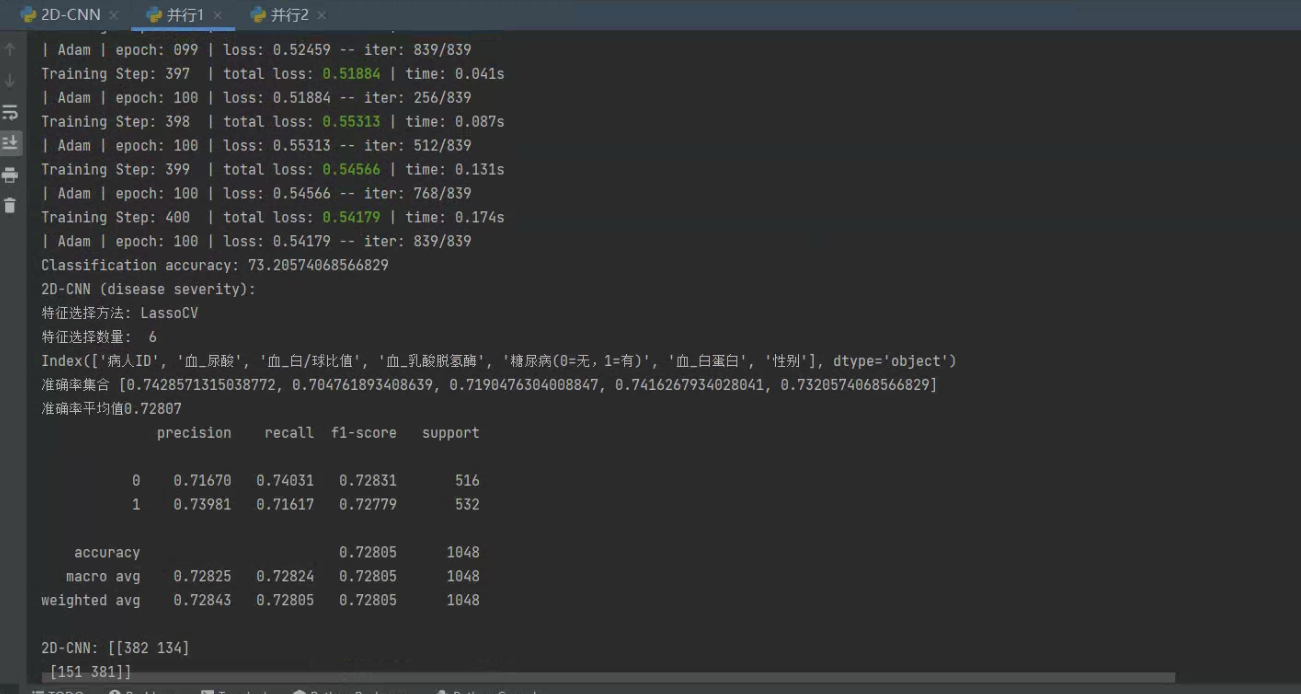 2D-CNN × 并行1 × 并行2 ×
| Adam | epoch: 099 | loss: 0.52459 -- iter: 839/839
Training Step: 397 | total loss: 0.51884 | time: 0.041s
| Adam | epoch: 100 | loss: 0.51884 -- iter: 256/839
Training Step: 398 | total loss: 0.55313 | time: 0.087s
| Adam | epoch: 100 | loss: 0.55313 -- iter: 512/839
Training Step: 399 | total loss: 0.54566 | time: 0.131s
| Adam | epoch: 100 | loss: 0.54566 -- iter: 768/839
Training Step: 400 | total loss: 0.54179 | time: 0.174s
| Adam | epoch: 100 | loss: 0.54179 -- iter: 839/839
Classification accuracy: 73.20574068566829
2D-CNN (disease severity):
特征选择方法: LassoCV
特征选择数量: 6
Index(['病人ID', '血_尿酸', '血_白/球比值', '血_乳酸脱氢酶', '糖尿病(0=无，1=有)', '血_白蛋白', '性别'], dtype='object')
准确率集合 [0.7428571315038772, 0.704761893408639, 0.7190476304008847, 0.7416267934028041, 0.7320574068566829]
准确率平均值0.72807
precision recall f1-score support
0 0.71670 0.74031 0.72831 516
1 0.73981 0.71617 0.72779 532
accuracy 0.72805 1048
macro avg 0.72825 0.72824 0.72805 1048
weighted avg 0.72843 0.72805 0.72805 1048
2D-CNN: [[382 134]
[151 381]]